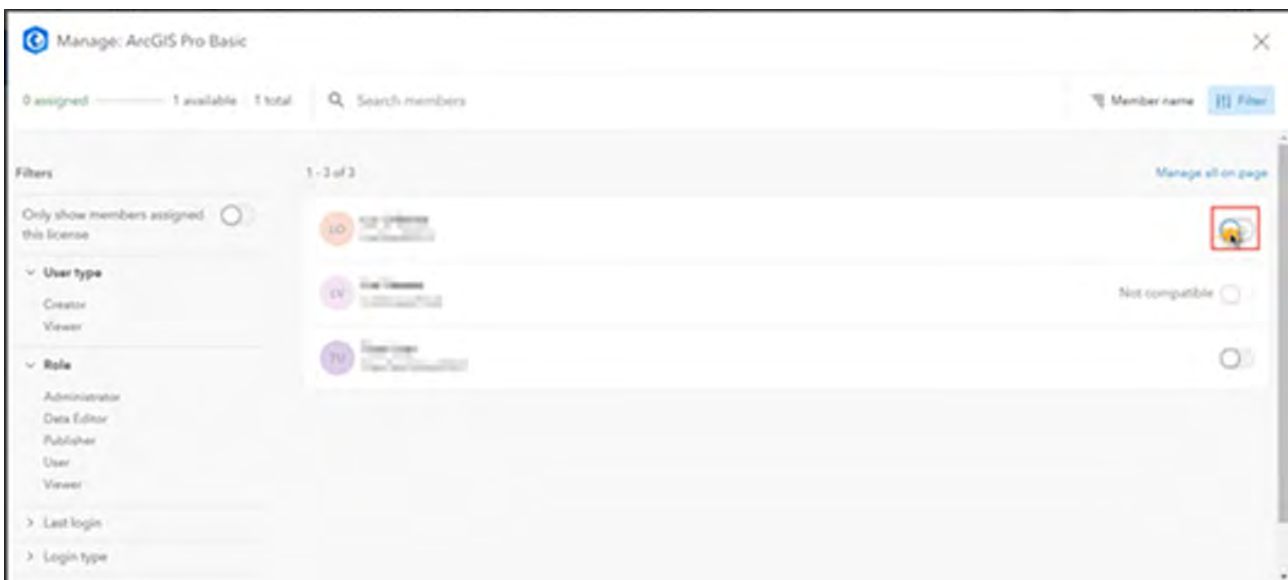 Manage: ArcGIS Pro Basic
0 assigned 1 available 1 total Search members Member name Filter
Filters
1 - 3 of 3 Manage all on page
Only show members assigned
this license
LO
User type
LV Not compatible
Creator
Viewer
Role
TU
Administrator
Data Editor
Publisher
User
Viewer
Last login
Login type